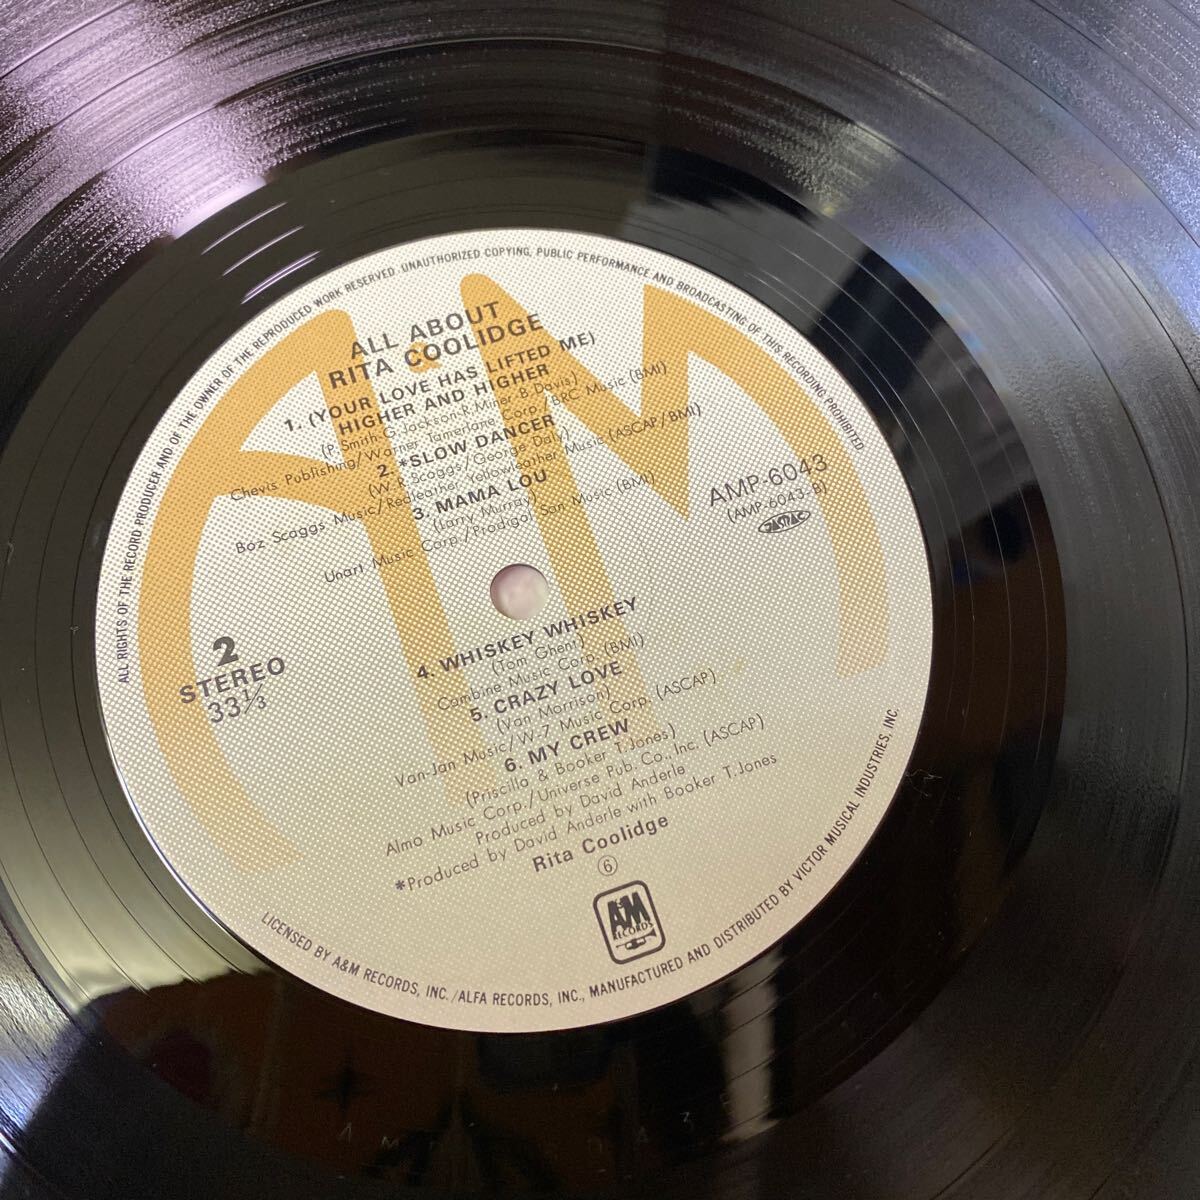 ALL RIGHTS OF THE RECORD PRODUCER AND OF THE OWNER OF THE REPRODUCED WORK RESERVED. UNAUTHORIZED COPYING, PUBLIC PERFORMANCE AND BROADCASTING OF THIS RECORDING PROHIBITED
ALL ABOUT
RITA COOLIDGE
1. (YOUR LOVE HAS LIFTED ME)
HIGHER AND HIGHER
(P. Smith-G. Jackson-R. Miner B. Davis)
Chevis Publishing/Warner Tamerlane Corp./BRC Music (BMI)
2. *SLOW DANCER
(W. R. Scaggs/George Daly)
Boz Scaggs Music/Redleather Yellowleather Music (ASCAP/BMI)
3. MAMA LOU
(Larry Murray)
Unart Music Corp./Prodigal Son Music (BMI)
AMP-6043
(AMP-6043-B)
JASRAC
2
STEREO
33⅓
4. WHISKEY WHISKEY
(Tom Ghent)
Combine Music Corp. (BMI)
5. CRAZY LOVE
(Van Morrison)
Van-Jan Music/W-7 Music Corp. (ASCAP)
6. MY CREW
(Priscilla & Booker T. Jones)
Almo Music Corp./Universe Pub. Co., Inc. (ASCAP)
Produced by David Anderle
*Produced by David Anderle with Booker T. Jones
Rita Coolidge
⑥
A&M
RECORDS
LICENSED BY A&M RECORDS, INC./ALFA RECORDS, INC., MANUFACTURED AND DISTRIBUTED BY VICTOR MUSICAL INDUSTRIES, INC.